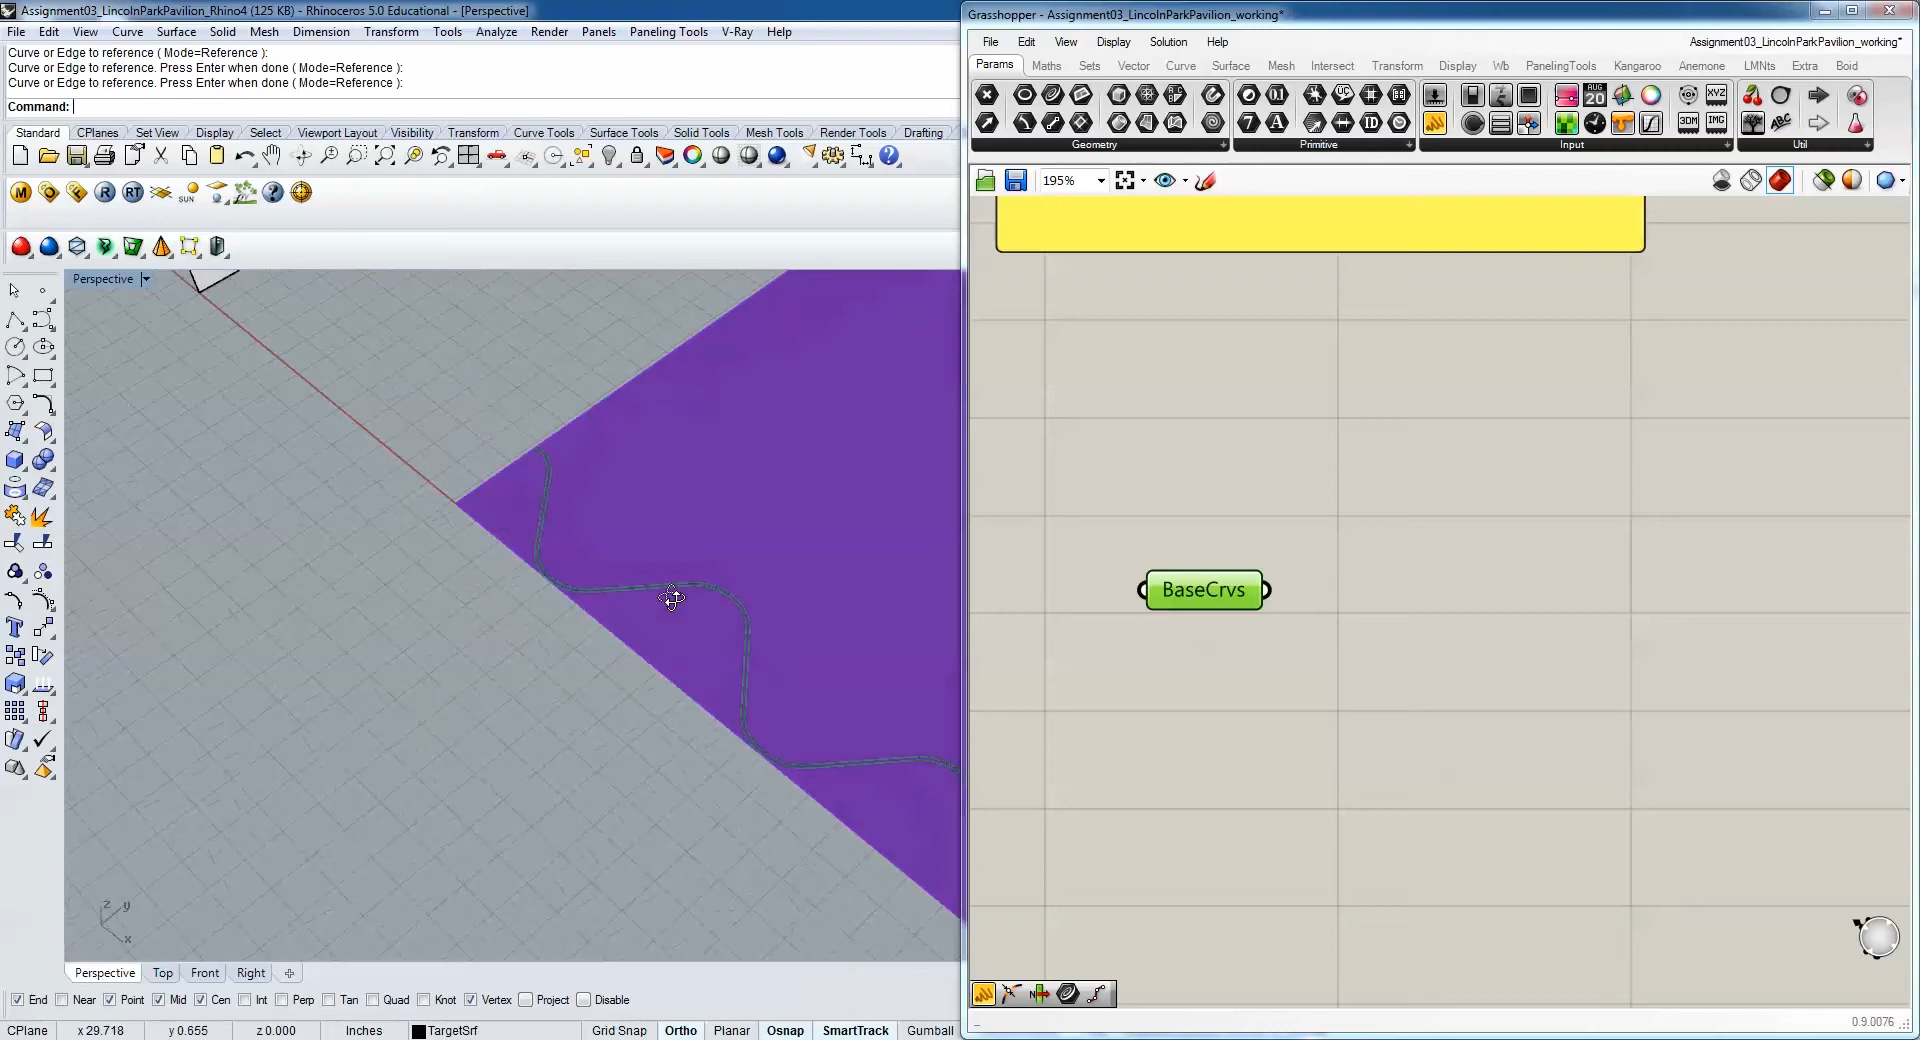 Assignment03_LincolnParkPavilion_Rhino4 (125 KB) - Rhinoceros 5.0 Educational - [Perspective]
File Edit View Curve Surface Solid Mesh Dimension Transform Tools Analyze Render Panels Paneling Tools V-Ray Help
Curve or Edge to reference ( Mode=Reference ):
Curve or Edge to reference. Press Enter when done ( Mode=Reference ):
Curve or Edge to reference. Press Enter when done ( Mode=Reference ):
Command:
Standard CPlanes Set View Display Select Viewport Layout Visibility Transform Curve Tools Surface Tools Solid Tools Mesh Tools Render Tools Drafting
M O F R RT SUN
Perspective
z y
x
Perspective Top Front Right
End Near Point Mid Cen Int Perp Tan Quad Knot Vertex Project Disable
CPlane x 29.718 y 0.655 z 0.000 Inches TargetSrf Grid Snap Ortho Planar Osnap SmartTrack Gumball
Grasshopper - Assignment03_LincolnParkPavilion_working*
File Edit View Display Solution Help Assignment03_LincolnParkPavilion_working*
Params Maths Sets Vector Curve Surface Mesh Intersect Transform Display Wb PanelingTools Kangaroo Anemone LMNts Extra Boid
Geometry Primitive Input Util
195%
BaseCrvs
0.9.0076